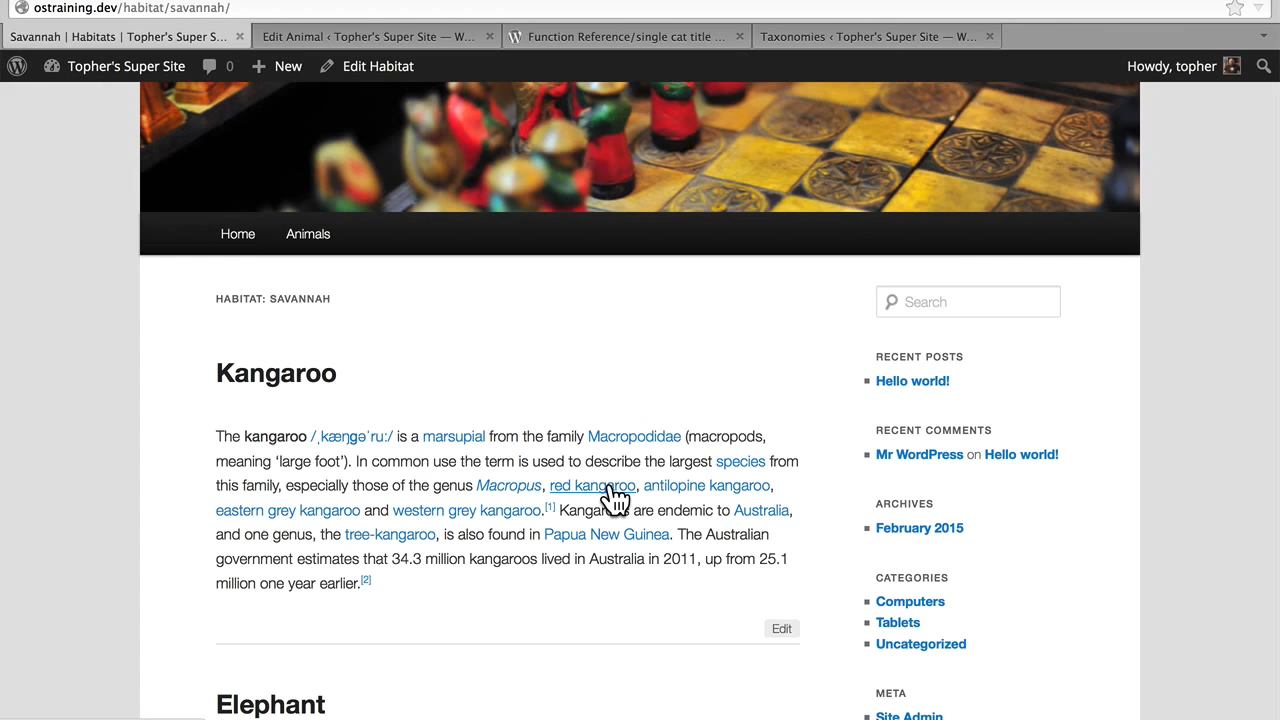 ostraining.dev/habitat/savannah/
Savannah | Habitats | Topher's Super S...
Edit Animal ‹ Topher's Super Site — W...
Function Reference/single cat title ...
Taxonomies ‹ Topher's Super Site — W...
Topher's Super Site
0
New
Edit Habitat
Howdy, topher
Home
Animals
HABITAT: SAVANNAH
Kangaroo
The kangaroo /ˌkæŋɡəˈruː/ is a marsupial from the family Macropodidae (macropods,
meaning ‘large foot’). In common use the term is used to describe the largest species from
this family, especially those of the genus Macropus, red kangaroo, antilopine kangaroo,
eastern grey kangaroo and western grey kangaroo.[1] Kangaroos are endemic to Australia,
and one genus, the tree-kangaroo, is also found in Papua New Guinea. The Australian
government estimates that 34.3 million kangaroos lived in Australia in 2011, up from 25.1
million one year earlier.[2]
Edit
Elephant
Search
RECENT POSTS
Hello world!
RECENT COMMENTS
Mr WordPress on Hello world!
ARCHIVES
February 2015
CATEGORIES
Computers
Tablets
Uncategorized
META
Site Admin